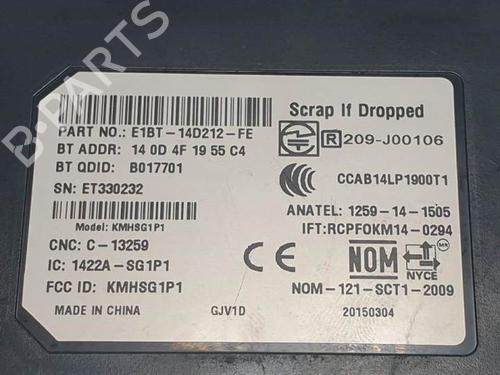 B-PARTS
Scrap If Dropped
PART NO.: E1BT-14D212-FE
R 209-J00106
BT ADDR: 14 0D 4F 19 55 C4
BT QDID: B017701
CCAB14LP1900T1
SN: ET330232
ANATEL: 1259-14-1505
Model: KMHSG1P1
IFT:RCPFOKM14-0294
CNC: C-13259
IC: 1422A-SG1P1
CE NOM MX NYCE
FCC ID: KMHSG1P1
NOM-121-SCT1-2009
MADE IN CHINA GJV1D 20150304